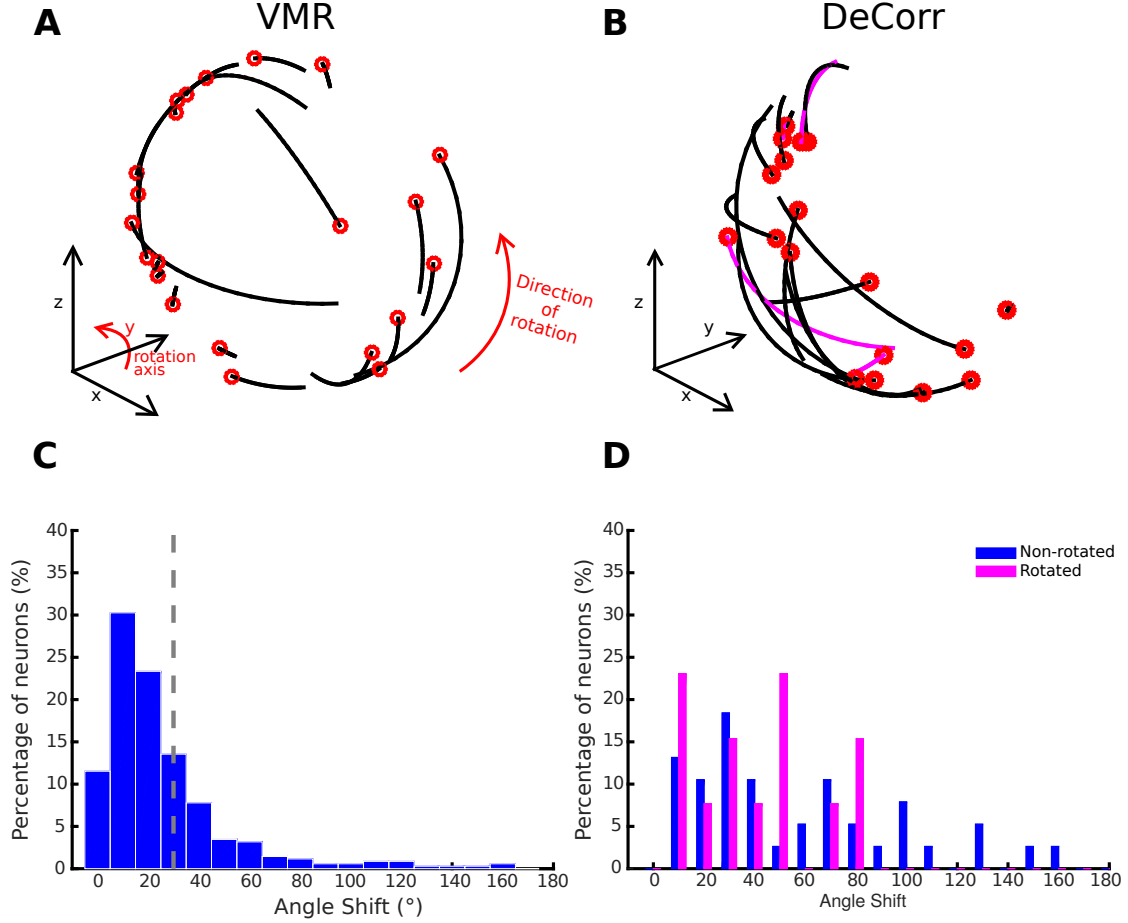 A
VMR
B
DeCorr
z
y
x
rotation
axis
Direction
of
rotation
z
y
x
C
D
40
35
30
25
20
15
10
5
0
Percentage of neurons (%)
0 20 40 60 80 100 120 140 160 180
Angle Shift (°)
40
35
30
25
20
15
10
5
0
Percentage of neurons (%)
Non-rotated
Rotated
0 20 40 60 80 100 120 140 160 180
Angle Shift